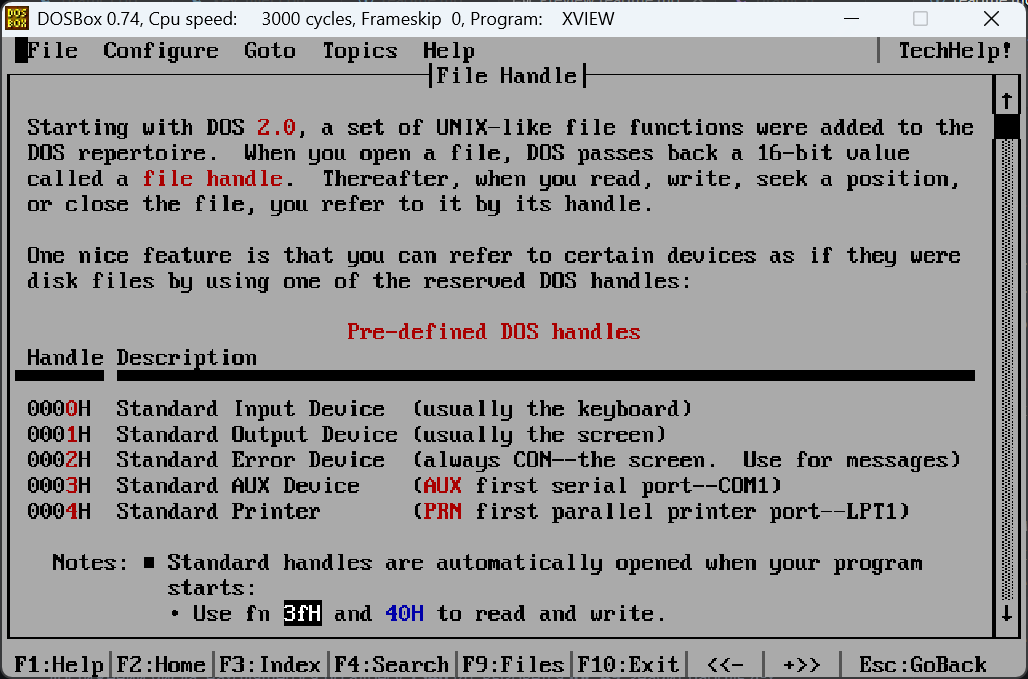 DOSBox 0.74, Cpu speed: 3000 cycles, Frameskip 0, Program: XVIEW
File Configure Goto Topics Help TechHelp!
File Handle
Starting with DOS 2.0, a set of UNIX-like file functions were added to the
DOS repertoire. When you open a file, DOS passes back a 16-bit value
called a file handle. Thereafter, when you read, write, seek a position,
or close the file, you refer to it by its handle.
One nice feature is that you can refer to certain devices as if they were
disk files by using one of the reserved DOS handles:
Pre-defined DOS handles
Handle Description
0000H Standard Input Device (usually the keyboard)
0001H Standard Output Device (usually the screen)
0002H Standard Error Device (always CON--the screen. Use for messages)
0003H Standard AUX Device (AUX first serial port--COM1)
0004H Standard Printer (PRN first parallel printer port--LPT1)
Notes: ■ Standard handles are automatically opened when your program
starts:
• Use fn 3fH and 40H to read and write.
F1:Help F2:Home F3:Index F4:Search F9:Files F10:Exit <<- +>> Esc:GoBack